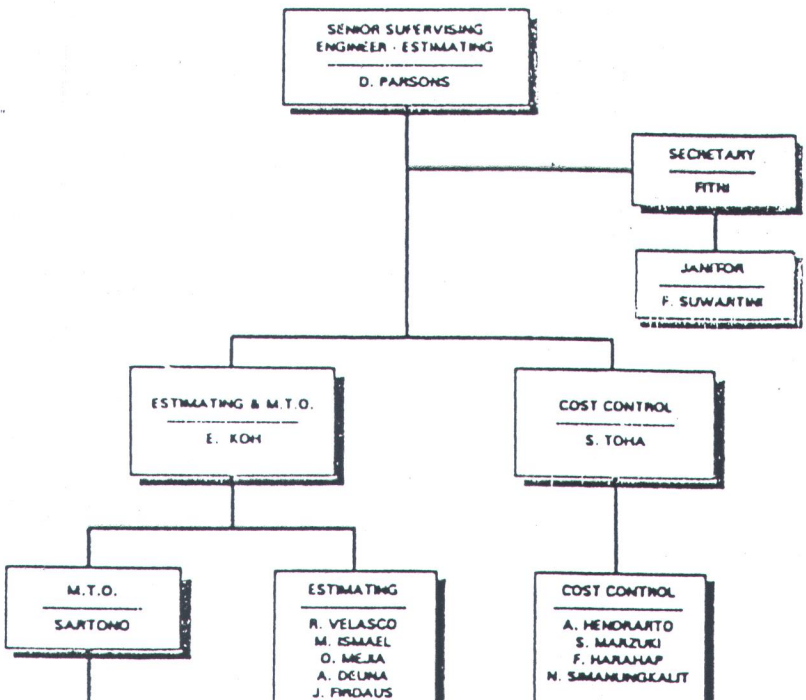 SENIOR SUPERVISING
ENGINEER - ESTIMATING
D. PARSONS
SECRETARY
FITRI
JANITOR
F. SUWARTINI
ESTIMATING & M.T.O.
E. KOH
COST CONTROL
S. TOHA
M.T.O.
SARTONO
ESTIMATING
R. VELASCO
M. ISMAEL
O. MEJIA
A. DEUNA
J. FIRDAUS
COST CONTROL
A. HENDRARTO
S. MARZUKI
F. HARAHAP
N. SIMANUNGKALIT